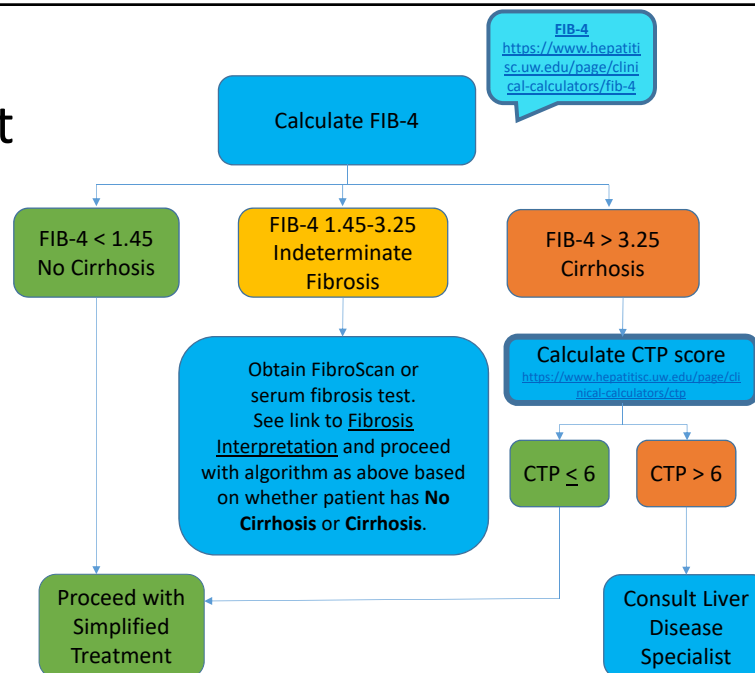 t
FIB-4
https://www.hepatiti
sc.uw.edu/page/clini
cal-calculators/fib-4
Calculate FIB-4
FIB-4 < 1.45
No Cirrhosis
FIB-4 1.45-3.25
Indeterminate
Fibrosis
FIB-4 > 3.25
Cirrhosis
Obtain FibroScan or
serum fibrosis test.
See link to Fibrosis
Interpretation and proceed
with algorithm as above based
on whether patient has No
Cirrhosis or Cirrhosis.
Calculate CTP score
https://www.hepatitisc.uw.edu/page/cli
nical-calculators/ctp
CTP ≤ 6
CTP > 6
Proceed with
Simplified
Treatment
Consult Liver
Disease
Specialist